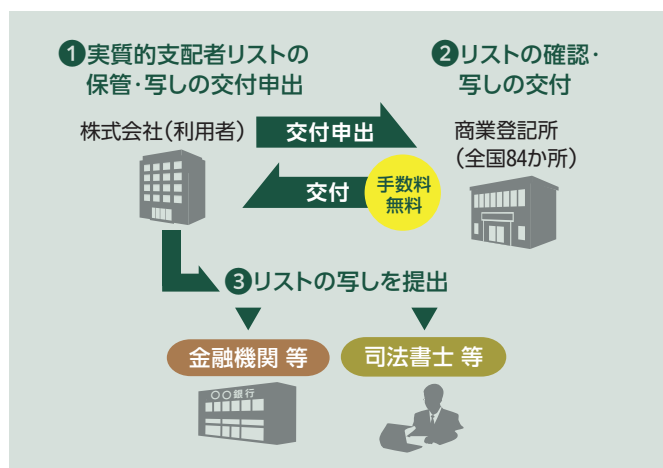 ❶実質的支配者リストの
保管･写しの交付申出
❷リストの確認･
写しの交付
株式会社(利用者)
交付申出
商業登記所
(全国84か所)
交付
手数料
無料
❸リストの写しを提出
金融機関 等
司法書士 等
〇〇銀行